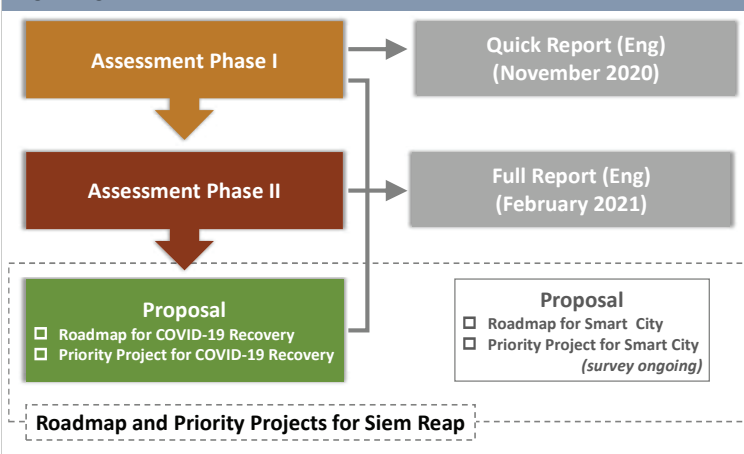 Assessment Phase I
Quick Report (Eng)
(November 2020)
Assessment Phase II
Full Report (Eng)
(February 2021)
Proposal
☐ Roadmap for COVID-19 Recovery
☐ Priority Project for COVID-19 Recovery
Proposal
☐ Roadmap for Smart City
☐ Priority Project for Smart City
(survey ongoing)
Roadmap and Priority Projects for Siem Reap